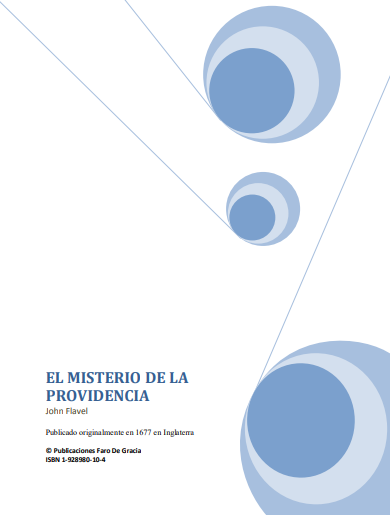 EL MISTERIO DE LA
PROVIDENCIA
John Flavel
Publicado originalmente en 1677 en Inglaterra
© Publicaciones Faro De Gracia
ISBN 1-928980-10-4